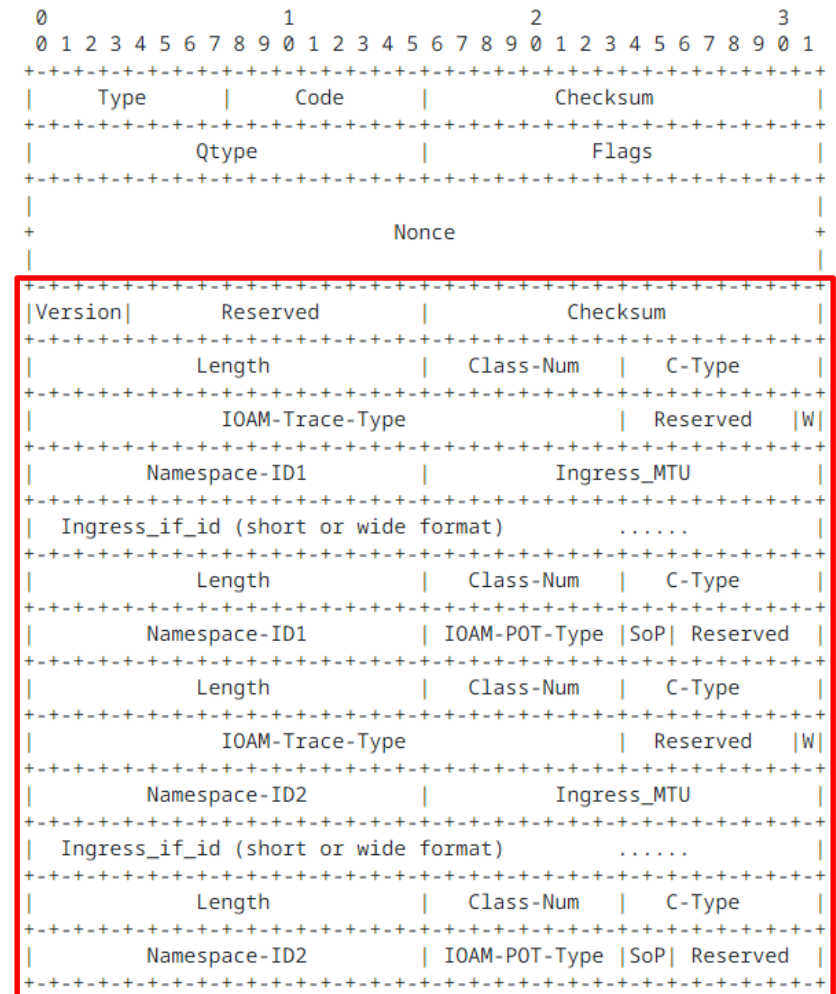 0                   1                   2                   3
 0 1 2 3 4 5 6 7 8 9 0 1 2 3 4 5 6 7 8 9 0 1 2 3 4 5 6 7 8 9 0 1
+-+-+-+-+-+-+-+-+-+-+-+-+-+-+-+-+-+-+-+-+-+-+-+-+-+-+-+-+-+-+-+-+
|     Type      |     Code      |          Checksum             |
+-+-+-+-+-+-+-+-+-+-+-+-+-+-+-+-+-+-+-+-+-+-+-+-+-+-+-+-+-+-+-+-+
|             Qtype             |             Flags             |
+-+-+-+-+-+-+-+-+-+-+-+-+-+-+-+-+-+-+-+-+-+-+-+-+-+-+-+-+-+-+-+-+
|                                                               |
+                             Nonce                             +
|                                                               |
+-+-+-+-+-+-+-+-+-+-+-+-+-+-+-+-+-+-+-+-+-+-+-+-+-+-+-+-+-+-+-+-+
|Version|       Reserved        |           Checksum            |
+-+-+-+-+-+-+-+-+-+-+-+-+-+-+-+-+-+-+-+-+-+-+-+-+-+-+-+-+-+-+-+-+
|             Length            |   Class-Num   |   C-Type      |
+-+-+-+-+-+-+-+-+-+-+-+-+-+-+-+-+-+-+-+-+-+-+-+-+-+-+-+-+-+-+-+-+
|               IOAM-Trace-Type                 |  Reserved   |W|
+-+-+-+-+-+-+-+-+-+-+-+-+-+-+-+-+-+-+-+-+-+-+-+-+-+-+-+-+-+-+-+-+
|         Namespace-ID1         |          Ingress_MTU          |
+-+-+-+-+-+-+-+-+-+-+-+-+-+-+-+-+-+-+-+-+-+-+-+-+-+-+-+-+-+-+-+-+
|  Ingress_if_id (short or wide format)         ......          |
+-+-+-+-+-+-+-+-+-+-+-+-+-+-+-+-+-+-+-+-+-+-+-+-+-+-+-+-+-+-+-+-+
|             Length            |   Class-Num   |   C-Type      |
+-+-+-+-+-+-+-+-+-+-+-+-+-+-+-+-+-+-+-+-+-+-+-+-+-+-+-+-+-+-+-+-+
|         Namespace-ID1         | IOAM-POT-Type |SoP| Reserved  |
+-+-+-+-+-+-+-+-+-+-+-+-+-+-+-+-+-+-+-+-+-+-+-+-+-+-+-+-+-+-+-+-+
|             Length            |   Class-Num   |   C-Type      |
+-+-+-+-+-+-+-+-+-+-+-+-+-+-+-+-+-+-+-+-+-+-+-+-+-+-+-+-+-+-+-+-+
|               IOAM-Trace-Type                 |  Reserved   |W|
+-+-+-+-+-+-+-+-+-+-+-+-+-+-+-+-+-+-+-+-+-+-+-+-+-+-+-+-+-+-+-+-+
|         Namespace-ID2         |          Ingress_MTU          |
+-+-+-+-+-+-+-+-+-+-+-+-+-+-+-+-+-+-+-+-+-+-+-+-+-+-+-+-+-+-+-+-+
|  Ingress_if_id (short or wide format)         ......          |
+-+-+-+-+-+-+-+-+-+-+-+-+-+-+-+-+-+-+-+-+-+-+-+-+-+-+-+-+-+-+-+-+
|             Length            |   Class-Num   |   C-Type      |
+-+-+-+-+-+-+-+-+-+-+-+-+-+-+-+-+-+-+-+-+-+-+-+-+-+-+-+-+-+-+-+-+
|         Namespace-ID2         | IOAM-POT-Type |SoP| Reserved  |
+-+-+-+-+-+-+-+-+-+-+-+-+-+-+-+-+-+-+-+-+-+-+-+-+-+-+-+-+-+-+-+-+